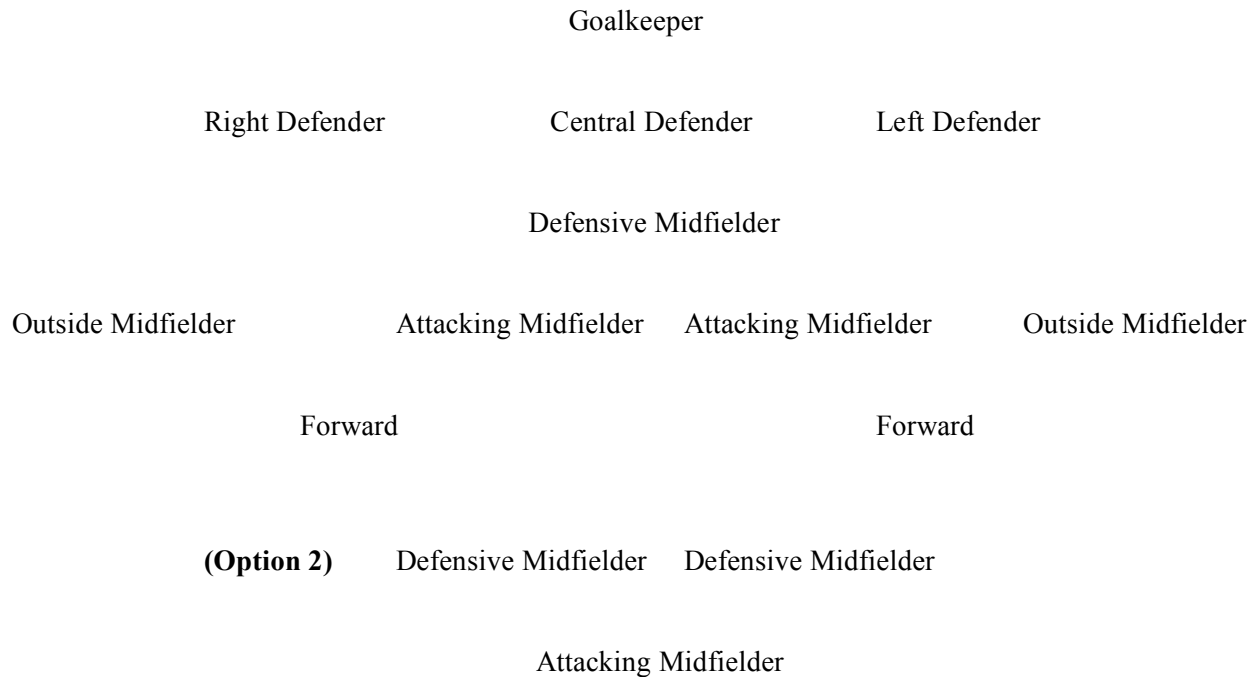 Goalkeeper
Right Defender Central Defender Left Defender
Defensive Midfielder
Outside Midfielder Attacking Midfielder Attacking Midfielder Outside Midfielder
Forward Forward
(Option 2) Defensive Midfielder Defensive Midfielder
Attacking Midfielder